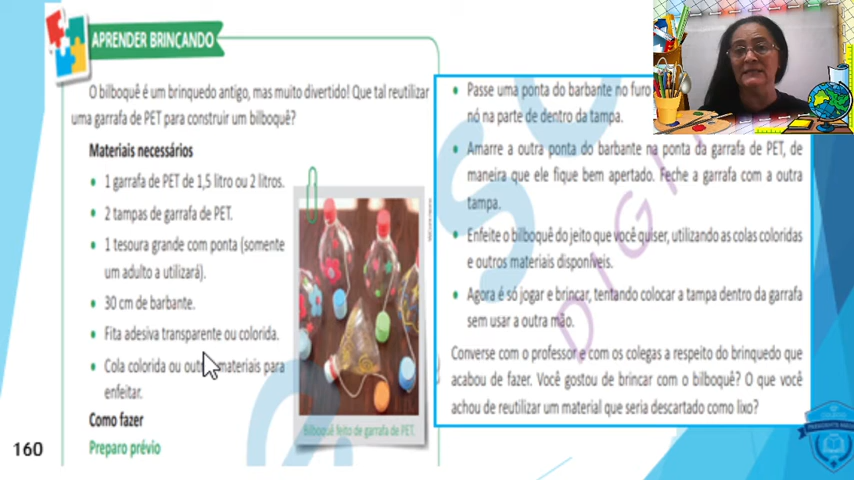 APRENDER BRINCANDO
O bilboquê é um brinquedo antigo, mas muito divertido! Que tal reutilizar
uma garrafa de PET para construir um bilboquê?
Materiais necessários
• 1 garrafa de PET de 1,5 litro ou 2 litros.
• 2 tampas de garrafa de PET.
• 1 tesoura grande com ponta (somente
um adulto a utilizará).
• 30 cm de barbante.
• Fita adesiva transparente ou colorida.
• Cola colorida ou materiais para
enfeitar.
Como fazer
Preparo prévio
160
Bilboquê feito de garrafa de PET.
• Passe uma ponta do barbante no furo
nó na parte de dentro da tampa.
• Amarre a outra ponta do barbante na ponta da garrafa de PET, de
maneira que ele fique bem apertado. Feche a garrafa com a outra
tampa.
• Enfeite o bilboquê do jeito que você quiser, utilizando as colas coloridas
e outros materiais disponíveis.
• Agora é só jogar e brincar, tentando colocar a tampa dentro da garrafa
sem usar a outra mão.
Converse com o professor e com os colegas a respeito do brinquedo que
acabou de fazer. Você gostou de brincar com o bilboquê? O que você
achou de reutilizar um material que seria descartado como lixo?